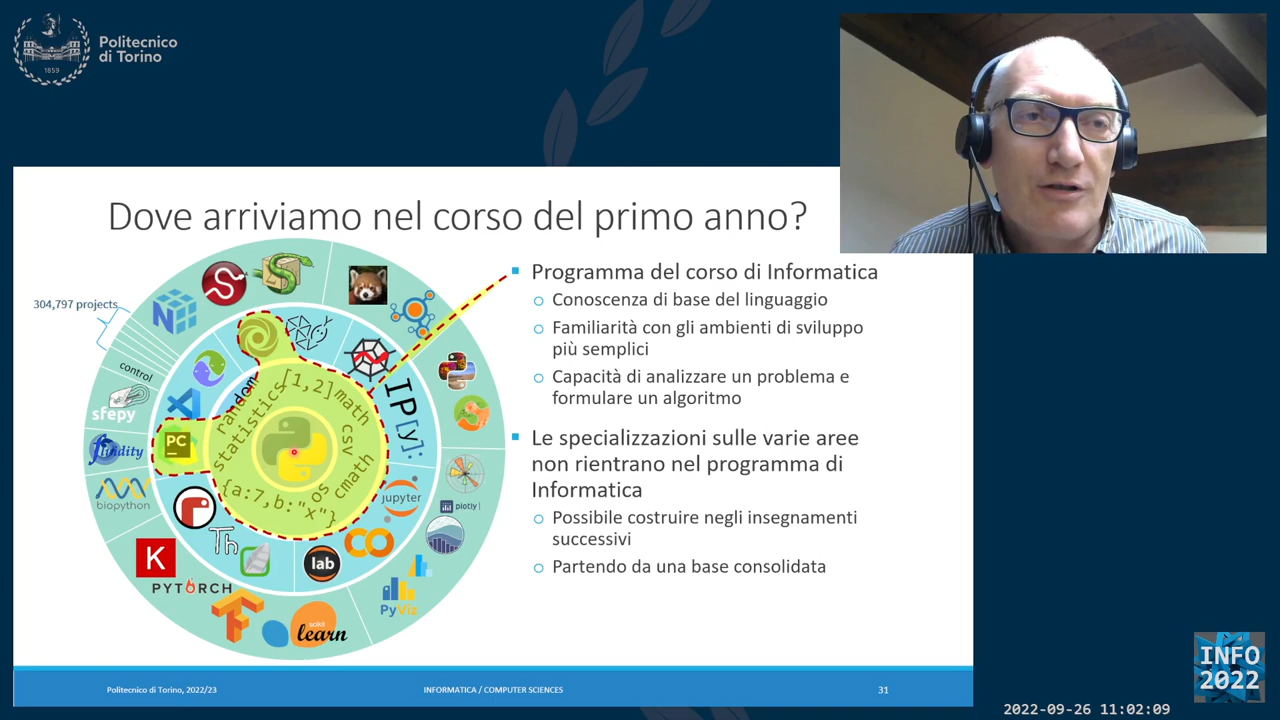 Politecnico
di Torino
1859
Dove arriviamo nel corso del primo anno?
304,797 projects
control
sfepy
fluidity
biopython
K
PYTORCH
scikit
learn
PyViz
plotly
IP[y]:
jupyter
lab
Th
PC
random
statistics
[1,2]
math
csv
cmath
os
{a:7,b:"x"}
Programma del corso di Informatica
Conoscenza di base del linguaggio
Familiarità con gli ambienti di sviluppo
più semplici
Capacità di analizzare un problema e
formulare un algoritmo
Le specializzazioni sulle varie aree
non rientrano nel programma di
Informatica
Possibile costruire negli insegnamenti
successivi
Partendo da una base consolidata
Politecnico di Torino, 2022/23
INFORMATICA / COMPUTER SCIENCES
31
INFO
2022
2022-09-26 11:02:09